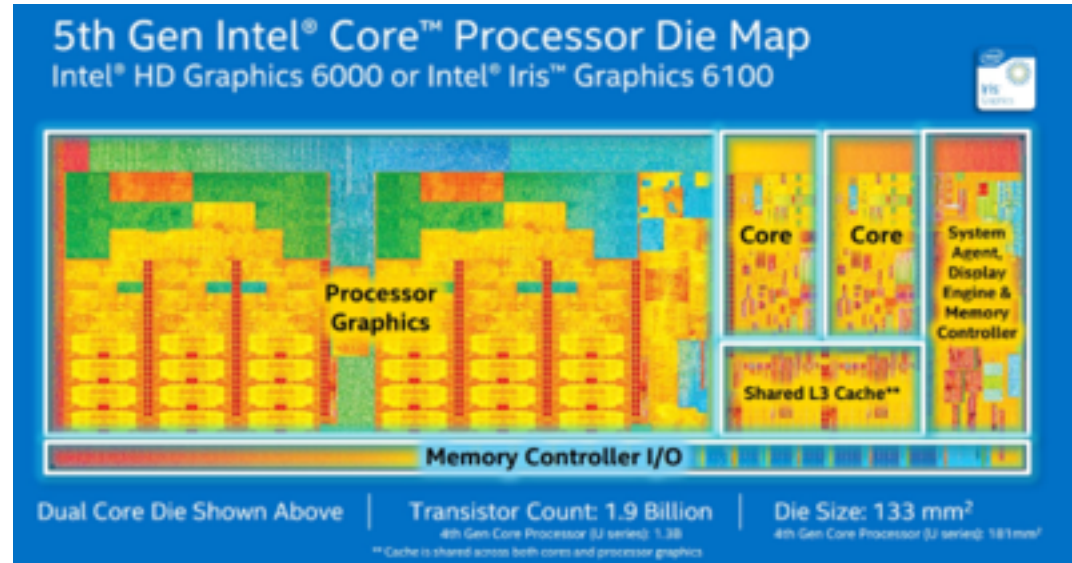 5th Gen Intel® Core™ Processor Die Map
Intel® HD Graphics 6000 or Intel® Iris™ Graphics 6100
intel
Iris
Graphics
Processor
Graphics
Core
Core
System
Agent,
Display
Engine &
Memory
Controller
Shared L3 Cache**
Memory Controller I/O
Dual Core Die Shown Above
Transistor Count: 1.9 Billion
4th Gen Core Processor (U series): 1.3B
Die Size: 133 mm²
4th Gen Core Processor (U series): 181mm²
** Cache is shared across both cores and processor graphics